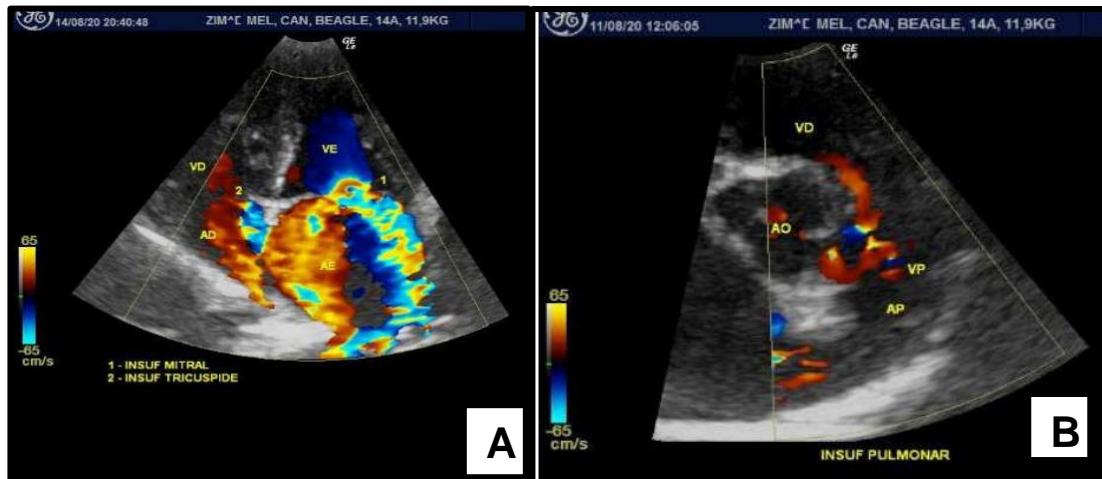 14/08/20 20:40:48 ZIM^[ MEL, CAN, BEAGLE, 14A, 11,9KG
GE
L8
VE
VD
1
2
AD
AE
65
-65
cm/s
1 - INSUF MITRAL
2 - INSUF TRICUSPIDE
A
11/08/20 12:06:05 ZIM^[ MEL, CAN, BEAGLE, 14A, 11,9KG
GE
L8
VD
AO
VP
AP
65
-65
cm/s
INSUF PULMONAR
B